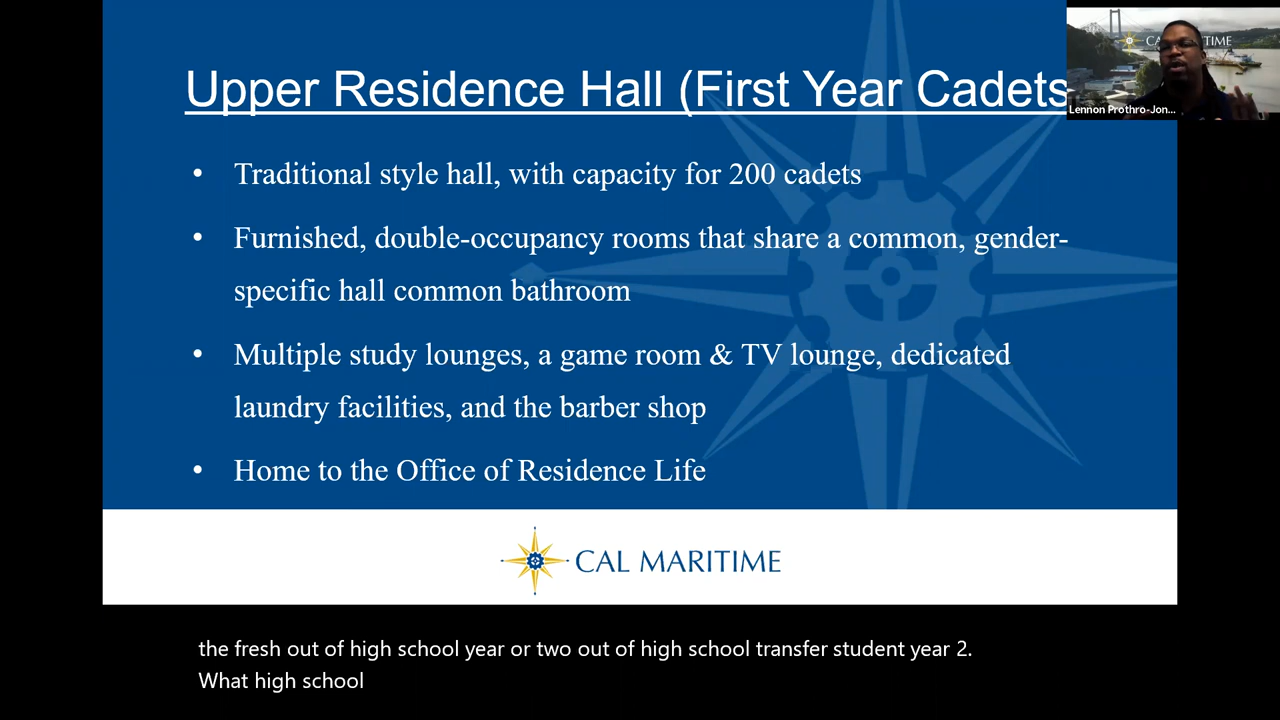 Upper Residence Hall (First Year Cadets
CAL MARITIME
Lennon Prothro-Jon...
• Traditional style hall, with capacity for 200 cadets
• Furnished, double-occupancy rooms that share a common, gender-
specific hall common bathroom
• Multiple study lounges, a game room & TV lounge, dedicated
laundry facilities, and the barber shop
• Home to the Office of Residence Life
CAL MARITIME
the fresh out of high school year or two out of high school transfer student year 2.
What high school